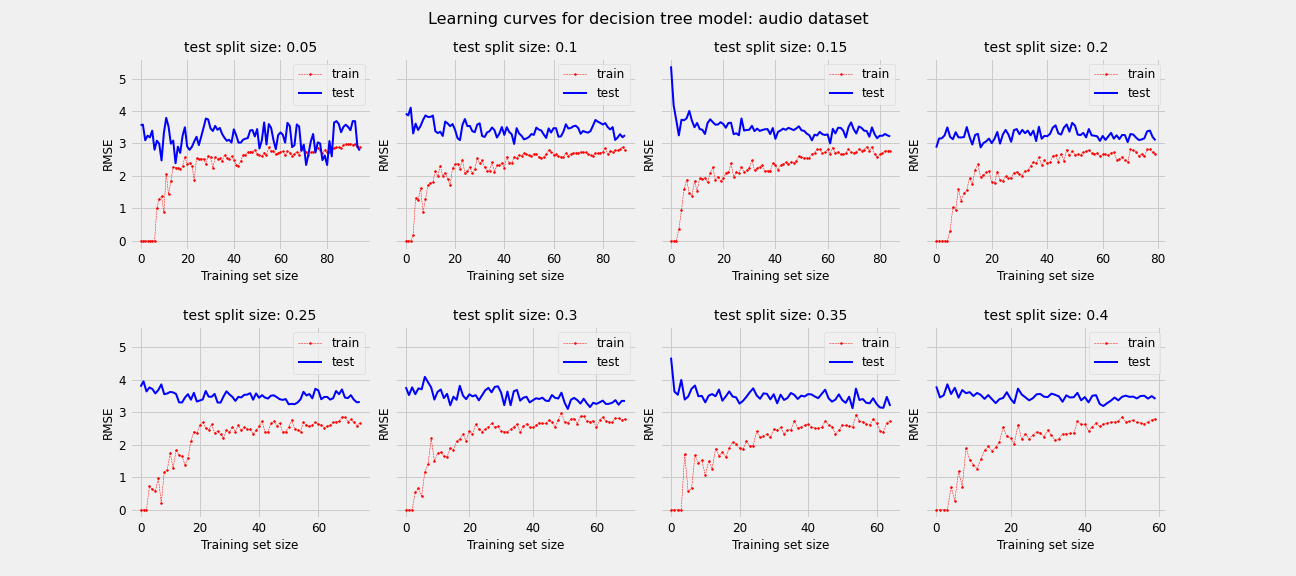 Learning curves for decision tree model: audio dataset
test split size: 0.05
train
test
RMSE
5
4
3
2
1
0
0 20 40 60 80
Training set size
test split size: 0.1
train
test
RMSE
0 20 40 60 80
Training set size
test split size: 0.15
train
test
RMSE
0 20 40 60 80
Training set size
test split size: 0.2
train
test
RMSE
0 20 40 60 80
Training set size
test split size: 0.25
train
test
RMSE
5
4
3
2
1
0
0 20 40 60
Training set size
test split size: 0.3
train
test
RMSE
0 20 40 60
Training set size
test split size: 0.35
train
test
RMSE
0 20 40 60
Training set size
test split size: 0.4
train
test
RMSE
0 20 40 60
Training set size